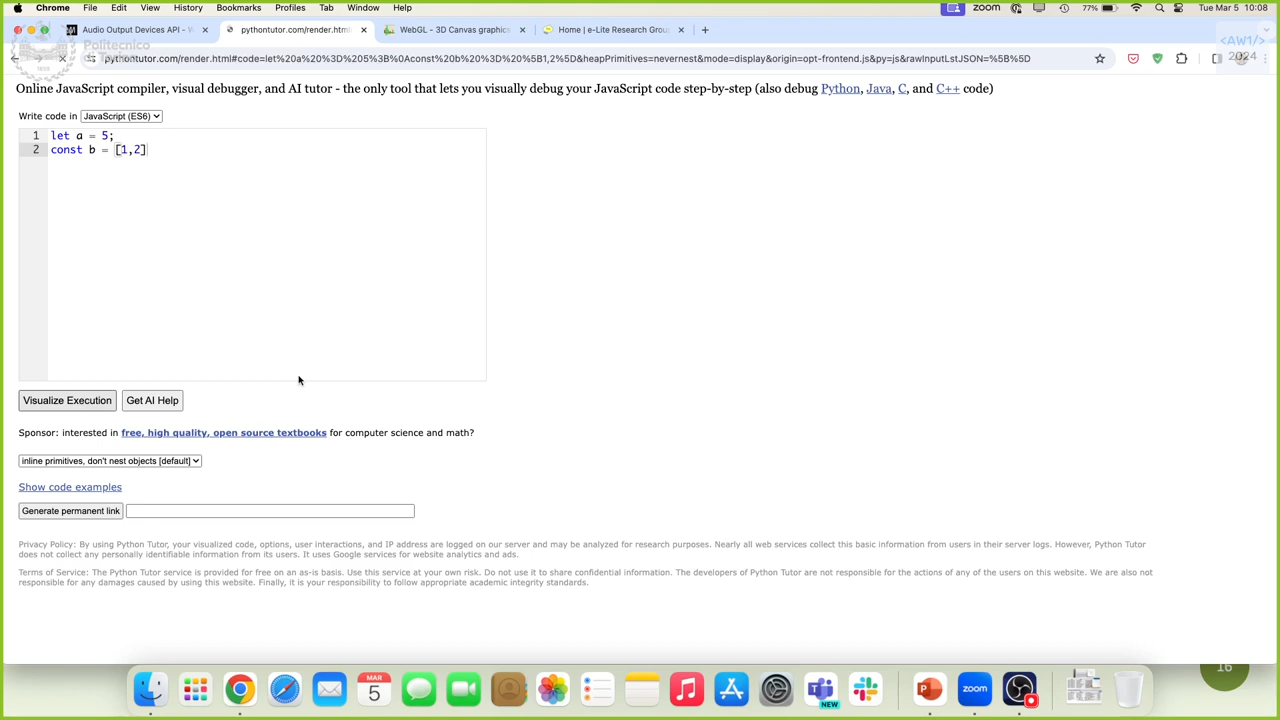 Chrome File Edit View History Bookmarks Profiles Tab Window Help zoom 77% Tue Mar 5 10:08
Audio Output Devices API - W × pythontutor.com/render.html × WebGL - 3D Canvas graphics × Home | e-Lite Research Group × +
Politecnico
<AW1/>
2024
1859
pythontutor.com/render.html#code=let%20a%20%3D%205%3B%0Aconst%20b%20%3D%20%5B1,2%5D&heapPrimitives=nevernest&mode=display&origin=opt-frontend.js&py=js&rawInputLstJSON=%5B%5D
Online JavaScript compiler, visual debugger, and AI tutor - the only tool that lets you visually debug your JavaScript code step-by-step (also debug Python, Java, C, and C++ code)
Write code in JavaScript (ES6)
1 let a = 5;
2 const b = [1,2]
Visualize Execution Get AI Help
Sponsor: interested in free, high quality, open source textbooks for computer science and math?
inline primitives, don't nest objects [default]
Show code examples
Generate permanent link
Privacy Policy: By using Python Tutor, your visualized code, options, user interactions, and IP address are logged on our server and may be analyzed for research purposes. Nearly all web services collect this basic information from users in their server logs. However, Python Tutor
does not collect any personally identifiable information from its users. It uses Google services for website analytics and ads.
Terms of Service: The Python Tutor service is provided for free on an as-is basis. Use this service at your own risk. Do not use it to share confidential information. The developers of Python Tutor are not responsible for the actions of any of the users on this website. We are also not
responsible for any damages caused by using this website. Finally, it is your responsibility to follow appropriate academic integrity standards.
16
MAR
5
NEW
zoom